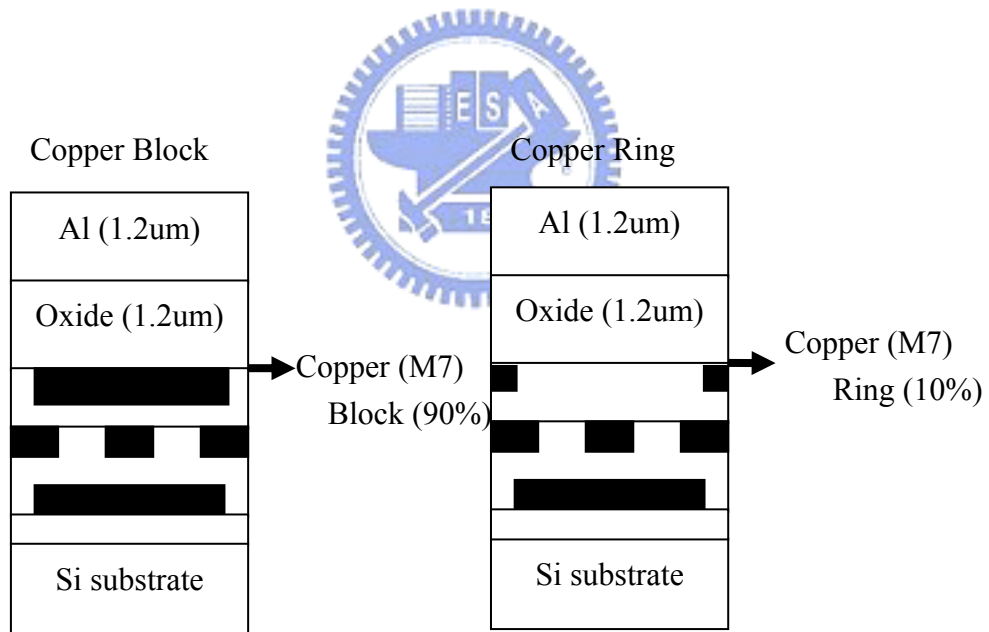 Copper Block
Al (1.2um)
Oxide (1.2um)
Copper (M7)
Block (90%)
Si substrate
Copper Ring
Al (1.2um)
Oxide (1.2um)
Copper (M7)
Ring (10%)
Si substrate
E S A